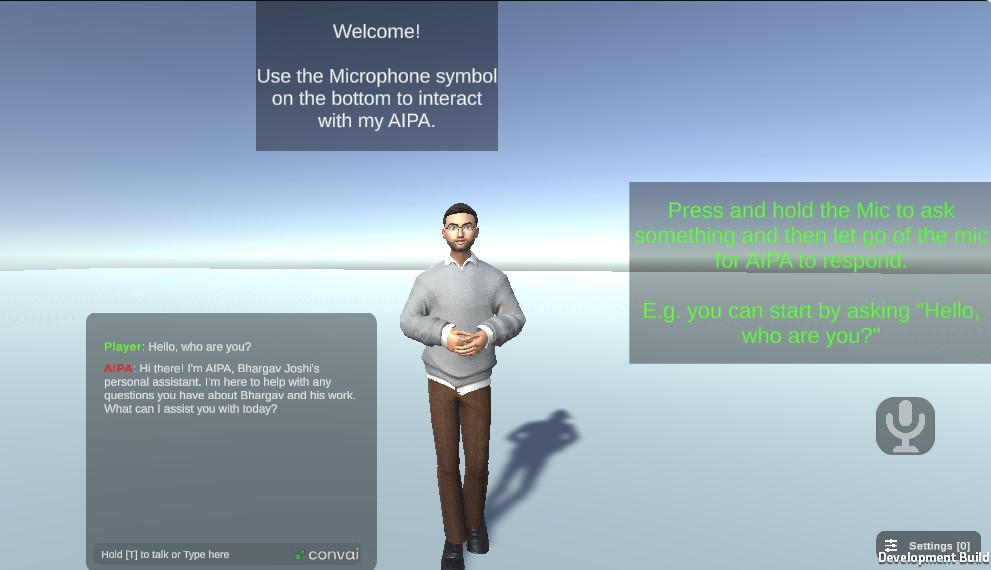 Welcome!
Use the Microphone symbol
on the bottom to interact
with my AIPA.
Press and hold the Mic to ask
something and then let go of the mic
for AIPA to respond.
E.g. you can start by asking "Hello,
who are you?"
Player: Hello, who are you?
AIPA: Hi there! I'm AIPA, Bhargav Joshi's
personal assistant. I'm here to help with any
questions you have about Bhargav and his work.
What can I assist you with today?
Hold [T] to talk or Type here
convai
Settings [0]
Development Build